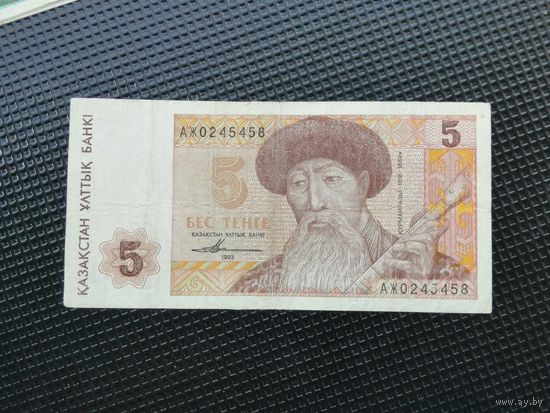 ҚАЗАҚСТАН ҰЛТТЫҚ БАНКІ
5
АЖ0245458
5
БЕС ТЕҢГЕ
ҚАЗАҚСТАН ҰЛТТЫҚ БАНКІ
1993
5
АЖ0245458
www.ay.by